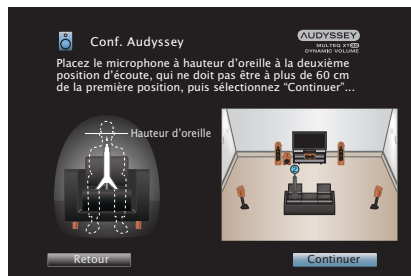 Conf. Audyssey
AUDYSSEY
MULTEQ XT32
DYNAMIC VOLUME
Placez le microphone à hauteur d’oreille à la deuxième
position d’écoute, qui ne doit pas être à plus de 60 cm
de la première position, puis sélectionnez “Continuer”...
Hauteur d’oreille
2
Retour
Continuer